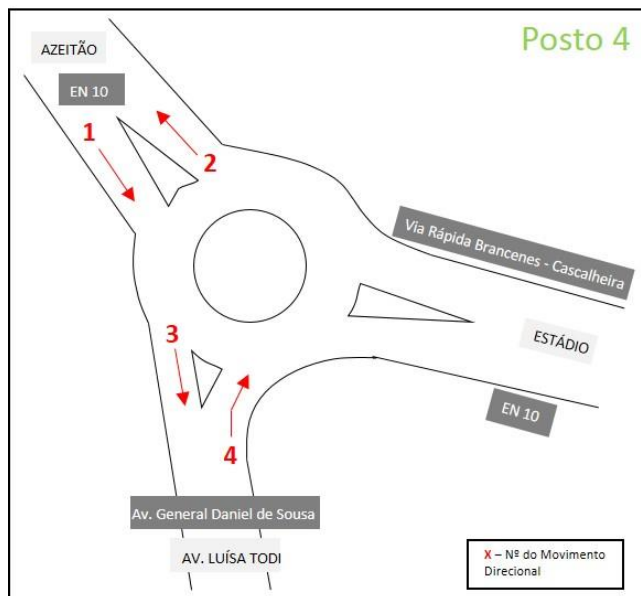 Posto 4
AZEITÃO
EN 10
1
2
Via Rápida Brancenes - Cascalheira
3
ESTÁDIO
EN 10
4
Av. General Daniel de Sousa
AV. LUÍSA TODI
X – Nº do Movimento
Direcional